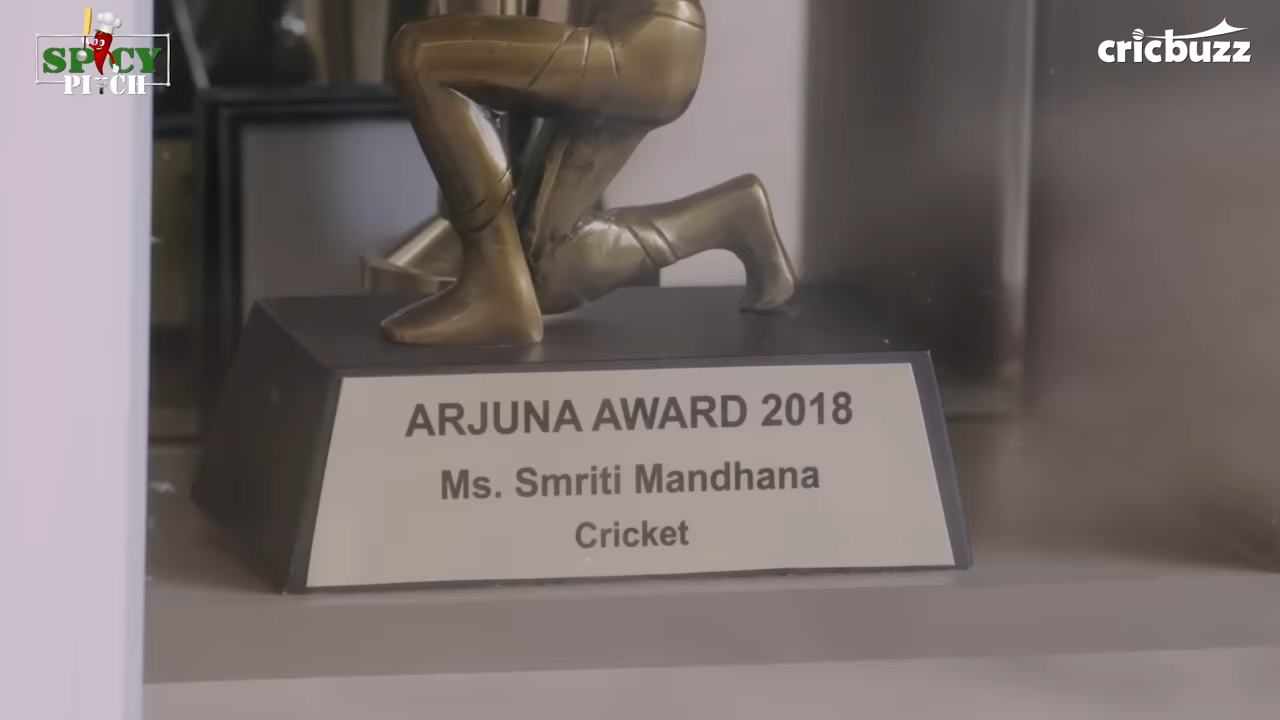 SPICY
PITCH
cricbuzz
ARJUNA AWARD 2018
Ms. Smriti Mandhana
Cricket